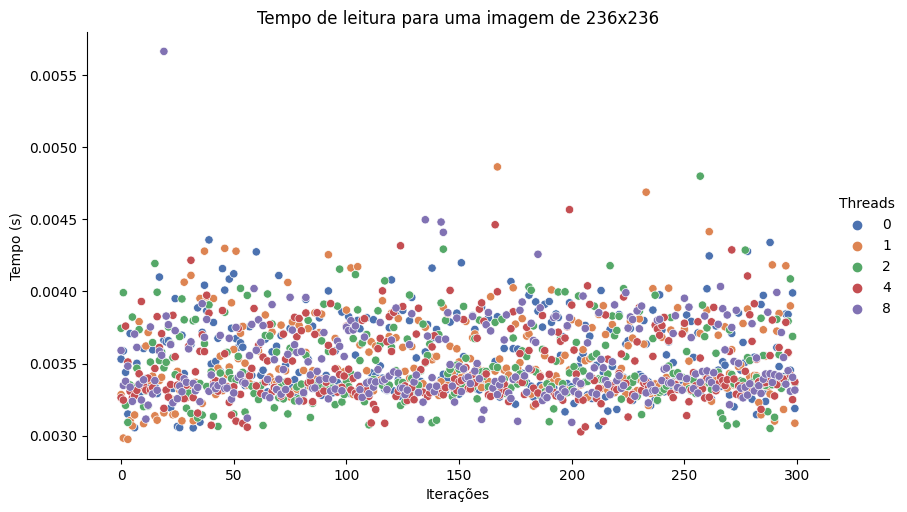 Tempo de leitura para uma imagem de 236x236
Tempo (s)
0.0055
0.0050
0.0045
0.0040
0.0035
0.0030
0 50 100 150 200 250 300
Iterações
Threads
0
1
2
4
8